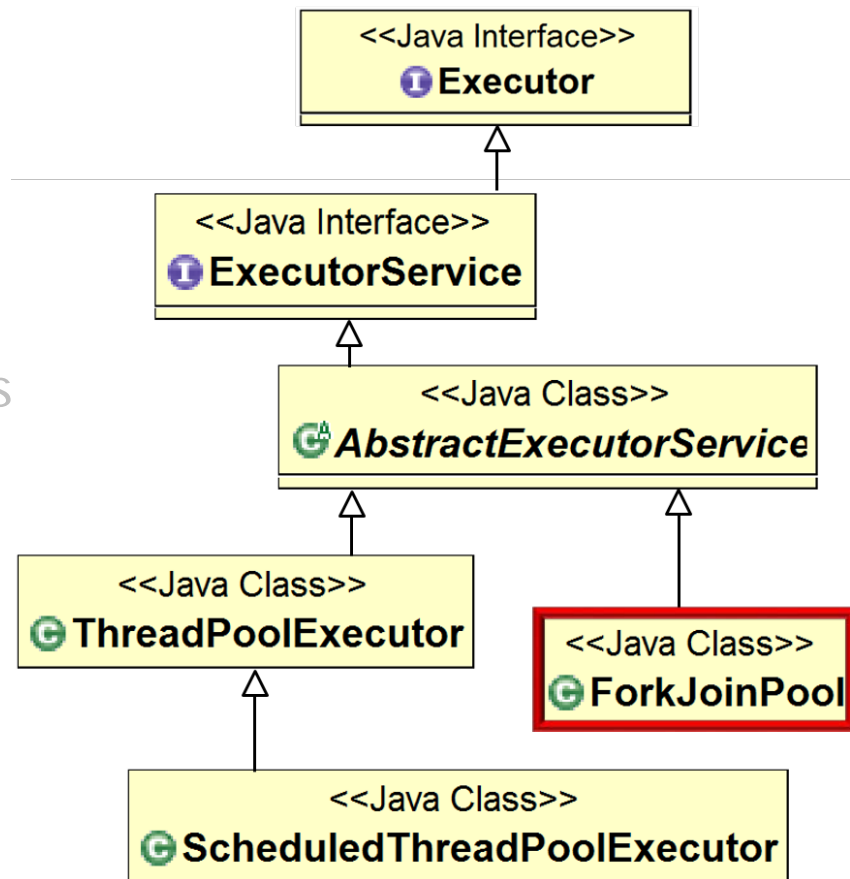 <<Java Interface>>
I Executor
<<Java Interface>>
I ExecutorService
s
<<Java Class>>
C A AbstractExecutorService
<<Java Class>>
C ThreadPoolExecutor
<<Java Class>>
C ForkJoinPool
<<Java Class>>
C ScheduledThreadPoolExecutor